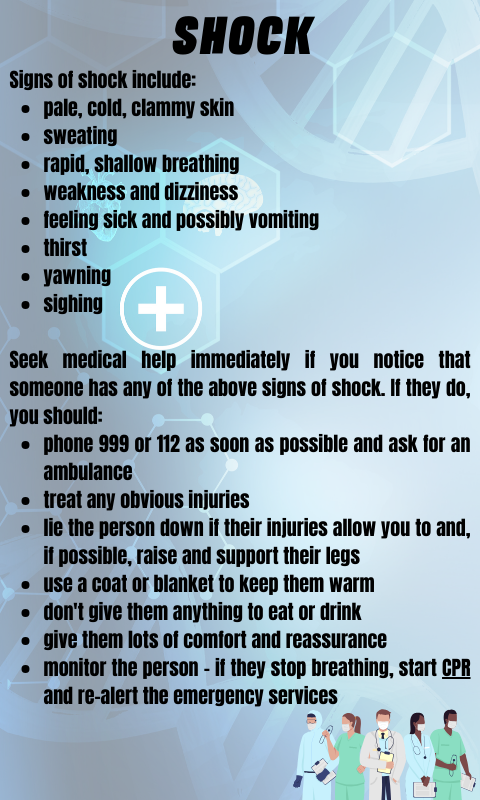 SHOCK
Signs of shock include:
• pale, cold, clammy skin
• sweating
• rapid, shallow breathing
• weakness and dizziness
• feeling sick and possibly vomiting
• thirst
• yawning
• sighing
Seek medical help immediately if you notice that
someone has any of the above signs of shock. If they do,
you should:
• phone 999 or 112 as soon as possible and ask for an
ambulance
• treat any obvious injuries
• lie the person down if their injuries allow you to and,
if possible, raise and support their legs
• use a coat or blanket to keep them warm
• don't give them anything to eat or drink
• give them lots of comfort and reassurance
• monitor the person - if they stop breathing, start CPR
and re-alert the emergency services